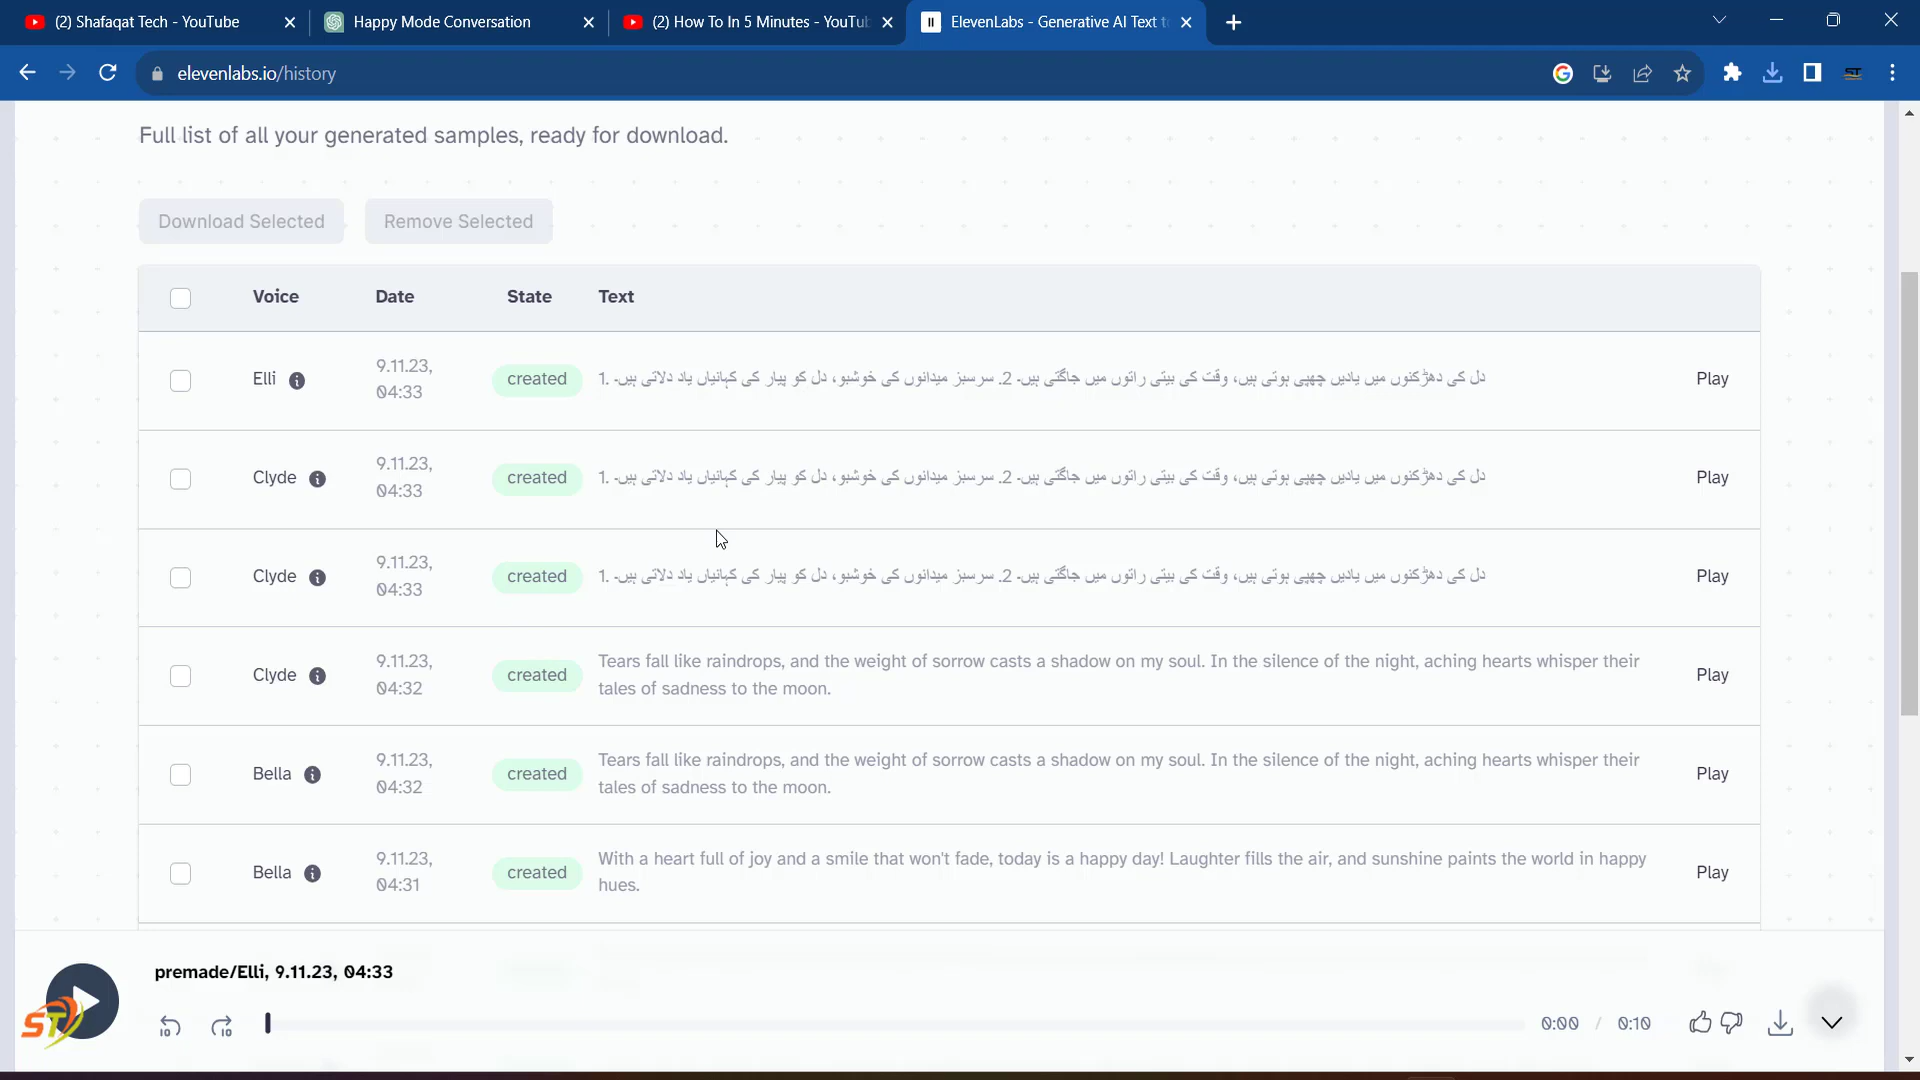 (2) Shafaqat Tech - YouTube
Happy Mode Conversation
(2) How To In 5 Minutes - YouTub
ElevenLabs - Generative AI Text t
elevenlabs.io/history
Full list of all your generated samples, ready for download.
Download Selected
Remove Selected
Voice Date State Text
Elli 9.11.23, 04:33 created 1. دل کی دھڑکنوں میں یادیں چھپی ہوتی ہیں، وقت کی بیتی راتوں میں جاگتی ہیں۔ 2. سرسبز میدانوں کی خوشبو، دل کو پیار کی کہانیاں یاد دلاتی ہیں۔ Play
Clyde 9.11.23, 04:33 created 1. دل کی دھڑکنوں میں یادیں چھپی ہوتی ہیں، وقت کی بیتی راتوں میں جاگتی ہیں۔ 2. سرسبز میدانوں کی خوشبو، دل کو پیار کی کہانیاں یاد دلاتی ہیں۔ Play
Clyde 9.11.23, 04:33 created 1. دل کی دھڑکنوں میں یادیں چھپی ہوتی ہیں، وقت کی بیتی راتوں میں جاگتی ہیں۔ 2. سرسبز میدانوں کی خوشبو، دل کو پیار کی کہانیاں یاد دلاتی ہیں۔ Play
Clyde 9.11.23, 04:32 created Tears fall like raindrops, and the weight of sorrow casts a shadow on my soul. In the silence of the night, aching hearts whisper their
tales of sadness to the moon. Play
Bella 9.11.23, 04:32 created Tears fall like raindrops, and the weight of sorrow casts a shadow on my soul. In the silence of the night, aching hearts whisper their
tales of sadness to the moon. Play
Bella 9.11.23, 04:31 created With a heart full of joy and a smile that won't fade, today is a happy day! Laughter fills the air, and sunshine paints the world in happy
hues. Play
premade/Elli, 9.11.23, 04:33
10 10 0:00 / 0:10
ST